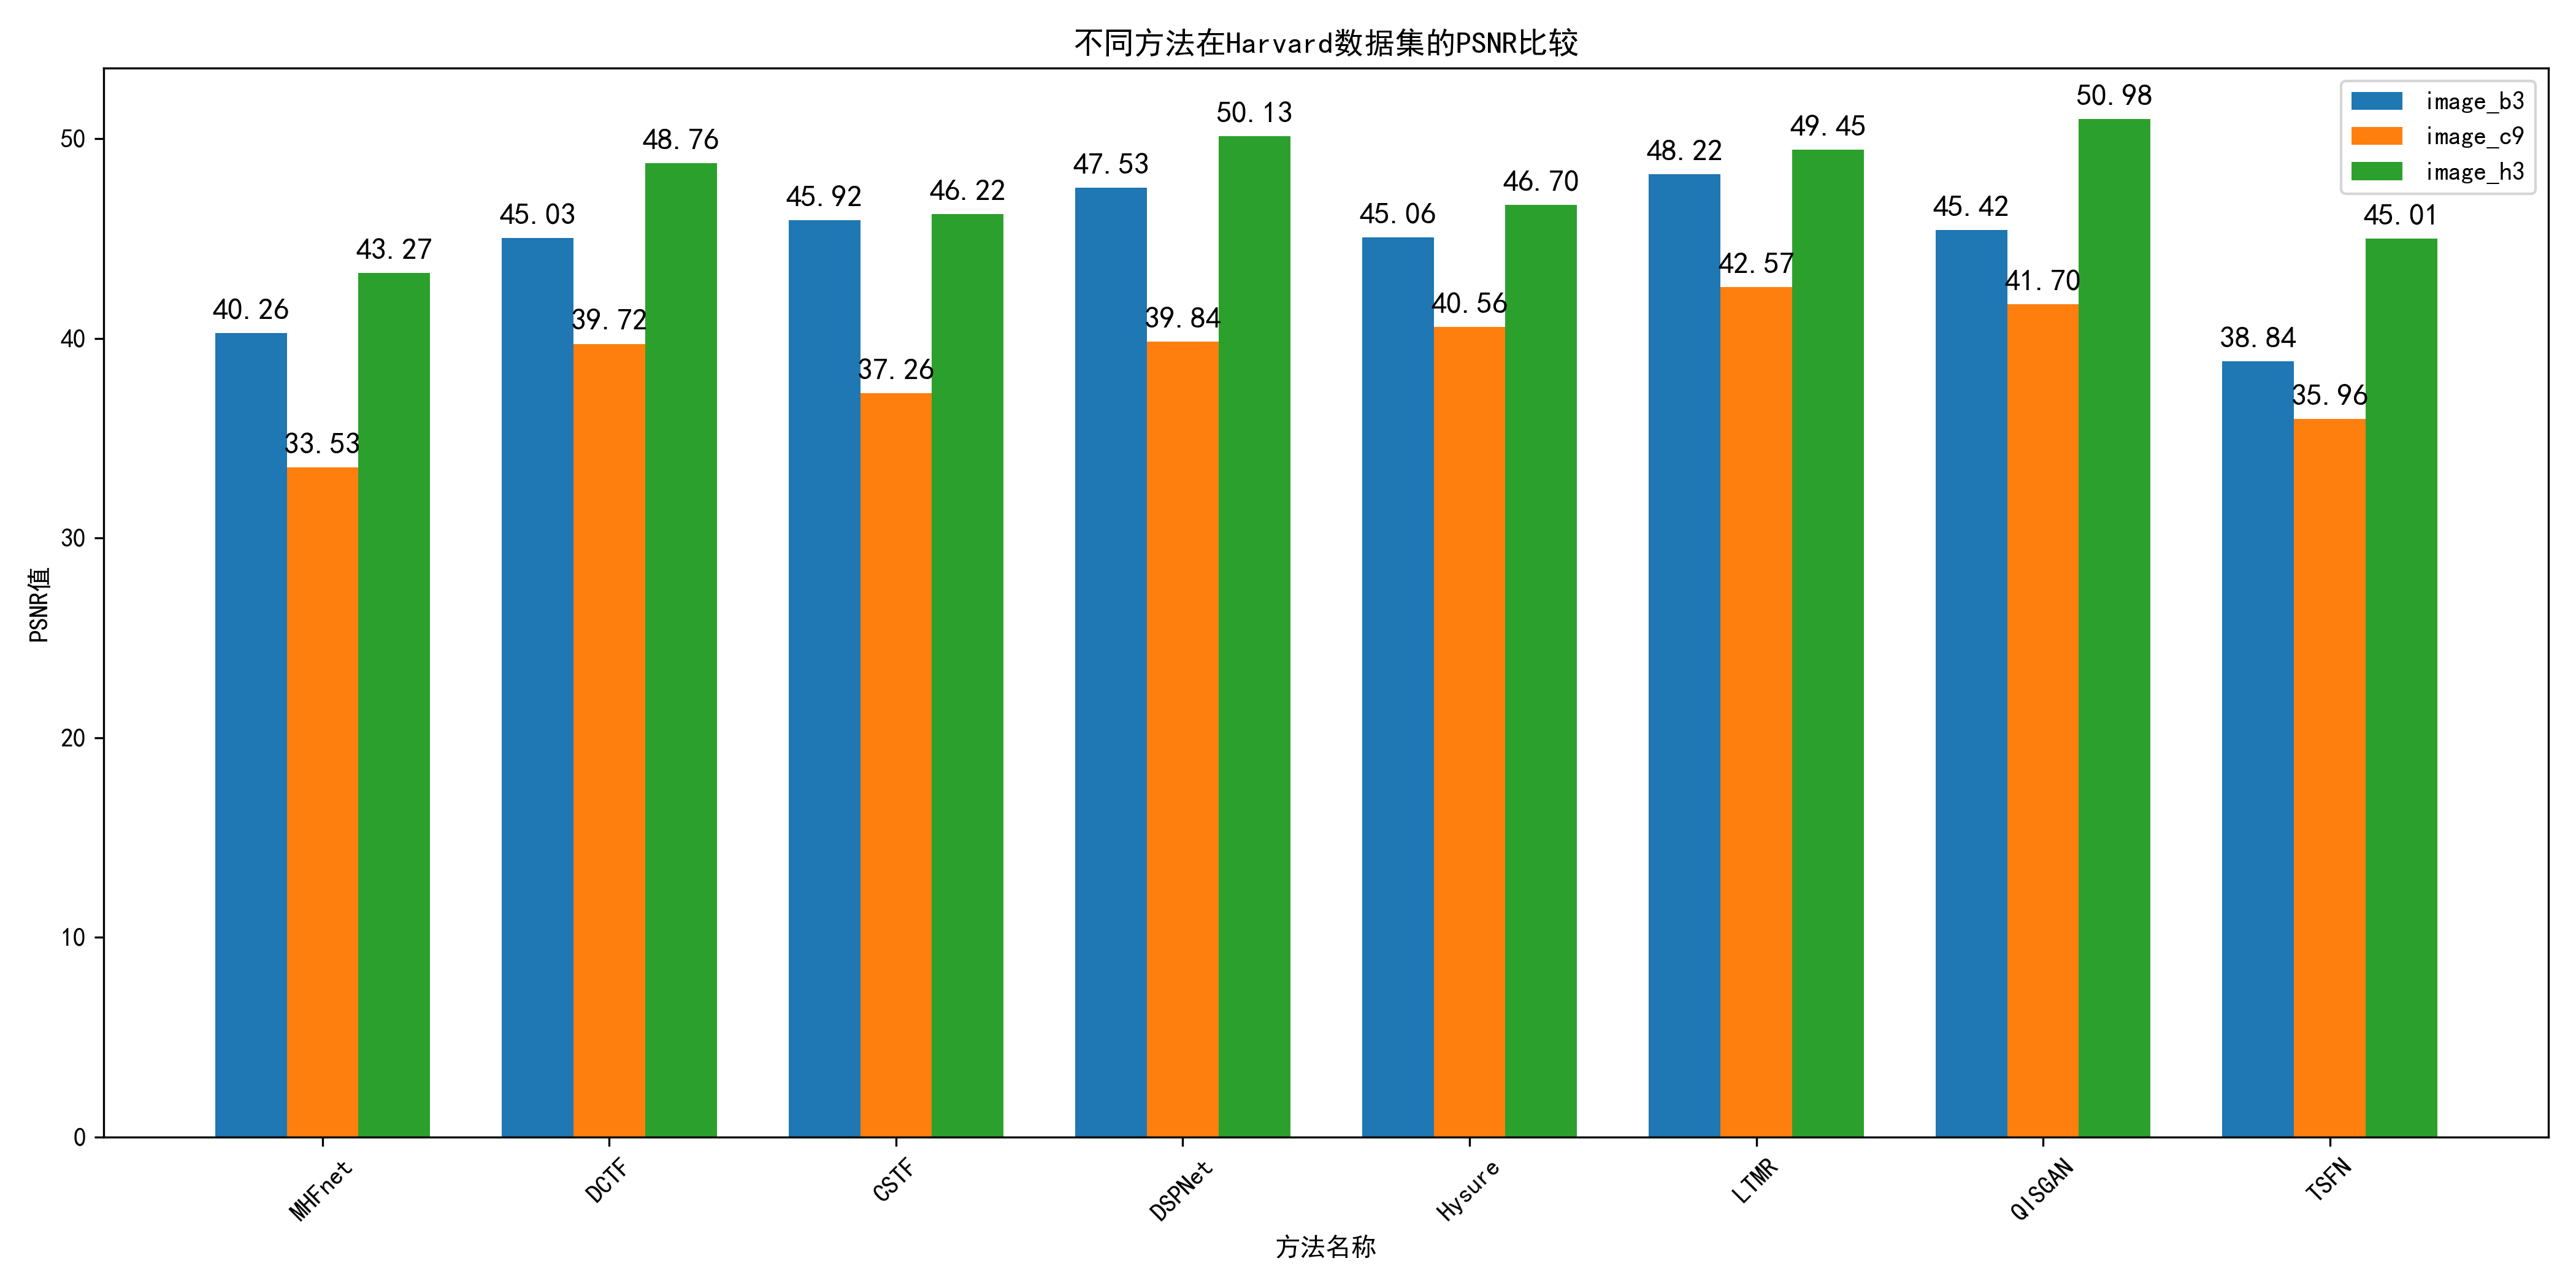 不同方法在Harvard数据集的PSNR比较
image_b3
image_c9
image_h3
PSNR值
50
40
30
20
10
0
40.26
33.53
43.27
45.03
39.72
48.76
45.92
37.26
46.22
47.53
39.84
50.13
45.06
40.56
46.70
48.22
42.57
49.45
45.42
41.70
50.98
38.84
35.96
45.01
MHFnet
DCTF
CSTF
DSPNet
Hysure
LTMR
QISGAN
TSFN
方法名称